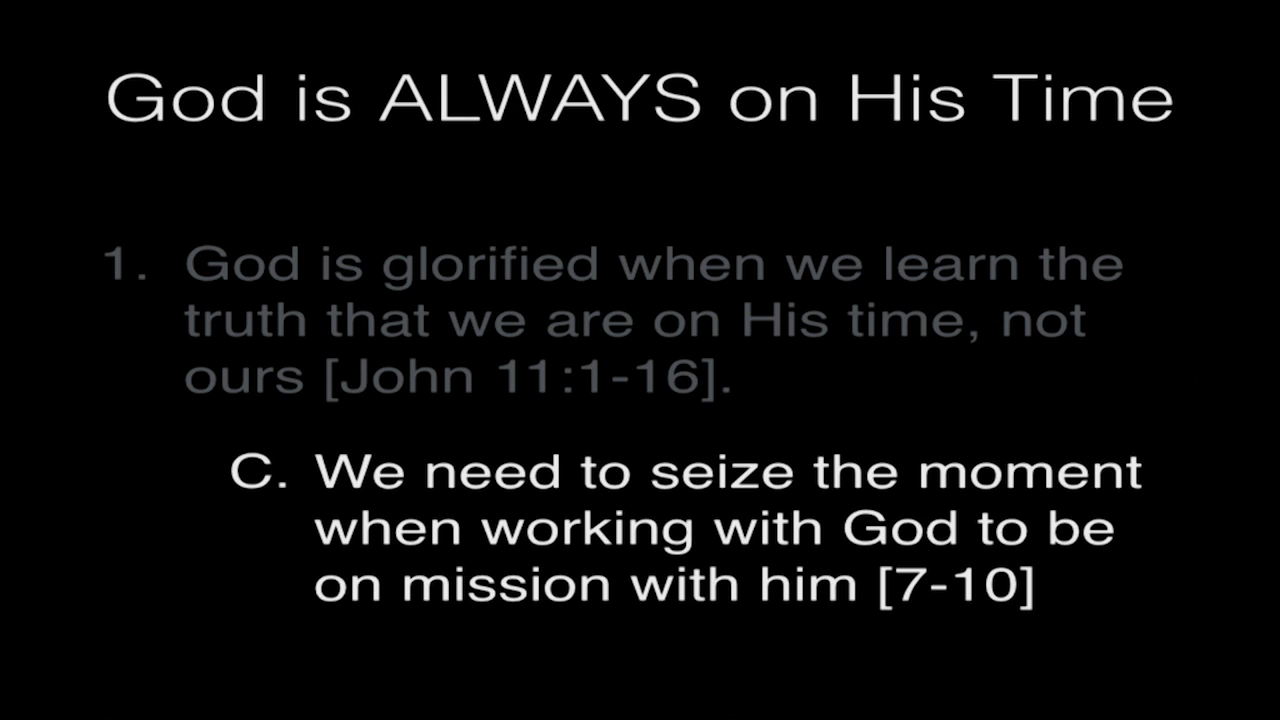 God is ALWAYS on His Time
1. God is glorified when we learn the
truth that we are on His time, not
ours [John 11:1-16].
C. We need to seize the moment
when working with God to be
on mission with him [7-10]